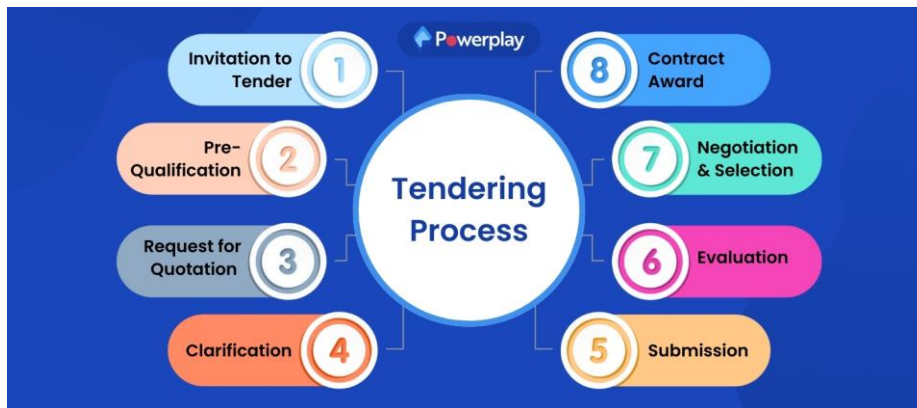 Powerplay
Invitation to
Tender
1
Pre-
Qualification
2
Request for
Quotation
3
Clarification
4
Tendering
Process
8
Contract
Award
7
Negotiation
& Selection
6
Evaluation
5
Submission